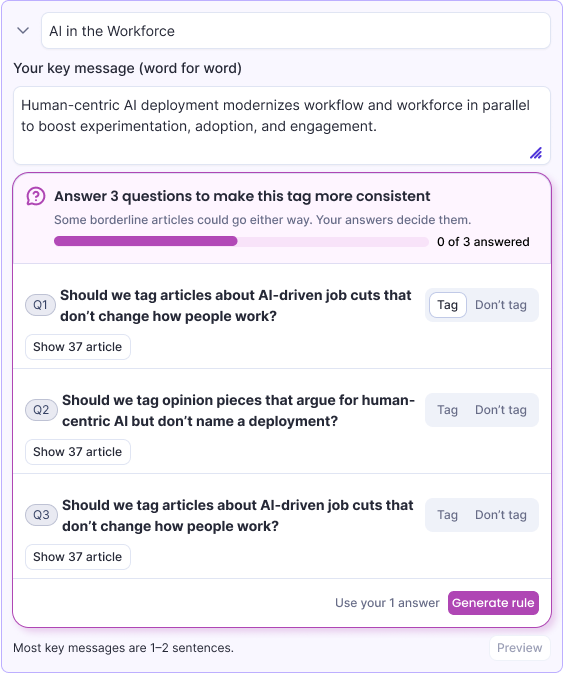 AI in the Workforce
Your key message (word for word)
Human-centric AI deployment modernizes workflow and workforce in parallel
to boost experimentation, adoption, and engagement.
Answer 3 questions to make this tag more consistent
Some borderline articles could go either way. Your answers decide them.
0 of 3 answered
Q1
Should we tag articles about AI-driven job cuts that
don’t change how people work?
Tag
Don’t tag
Show 37 article
Q2
Should we tag opinion pieces that argue for human-
centric AI but don’t name a deployment?
Tag
Don’t tag
Show 37 article
Q3
Should we tag articles about AI-driven job cuts that
don’t change how people work?
Tag
Don’t tag
Show 37 article
Use your 1 answer
Generate rule
Most key messages are 1–2 sentences.
Preview